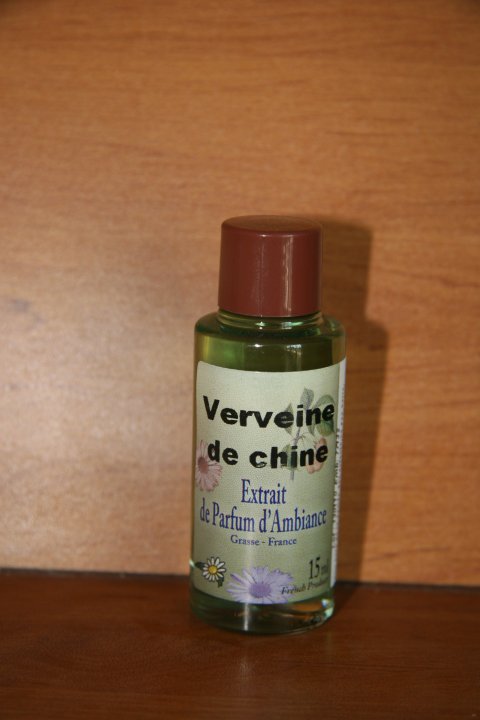 Verveine
de chine
Extrait
de Parfum d'Ambiance
Grasse - France
15 ml
French Product